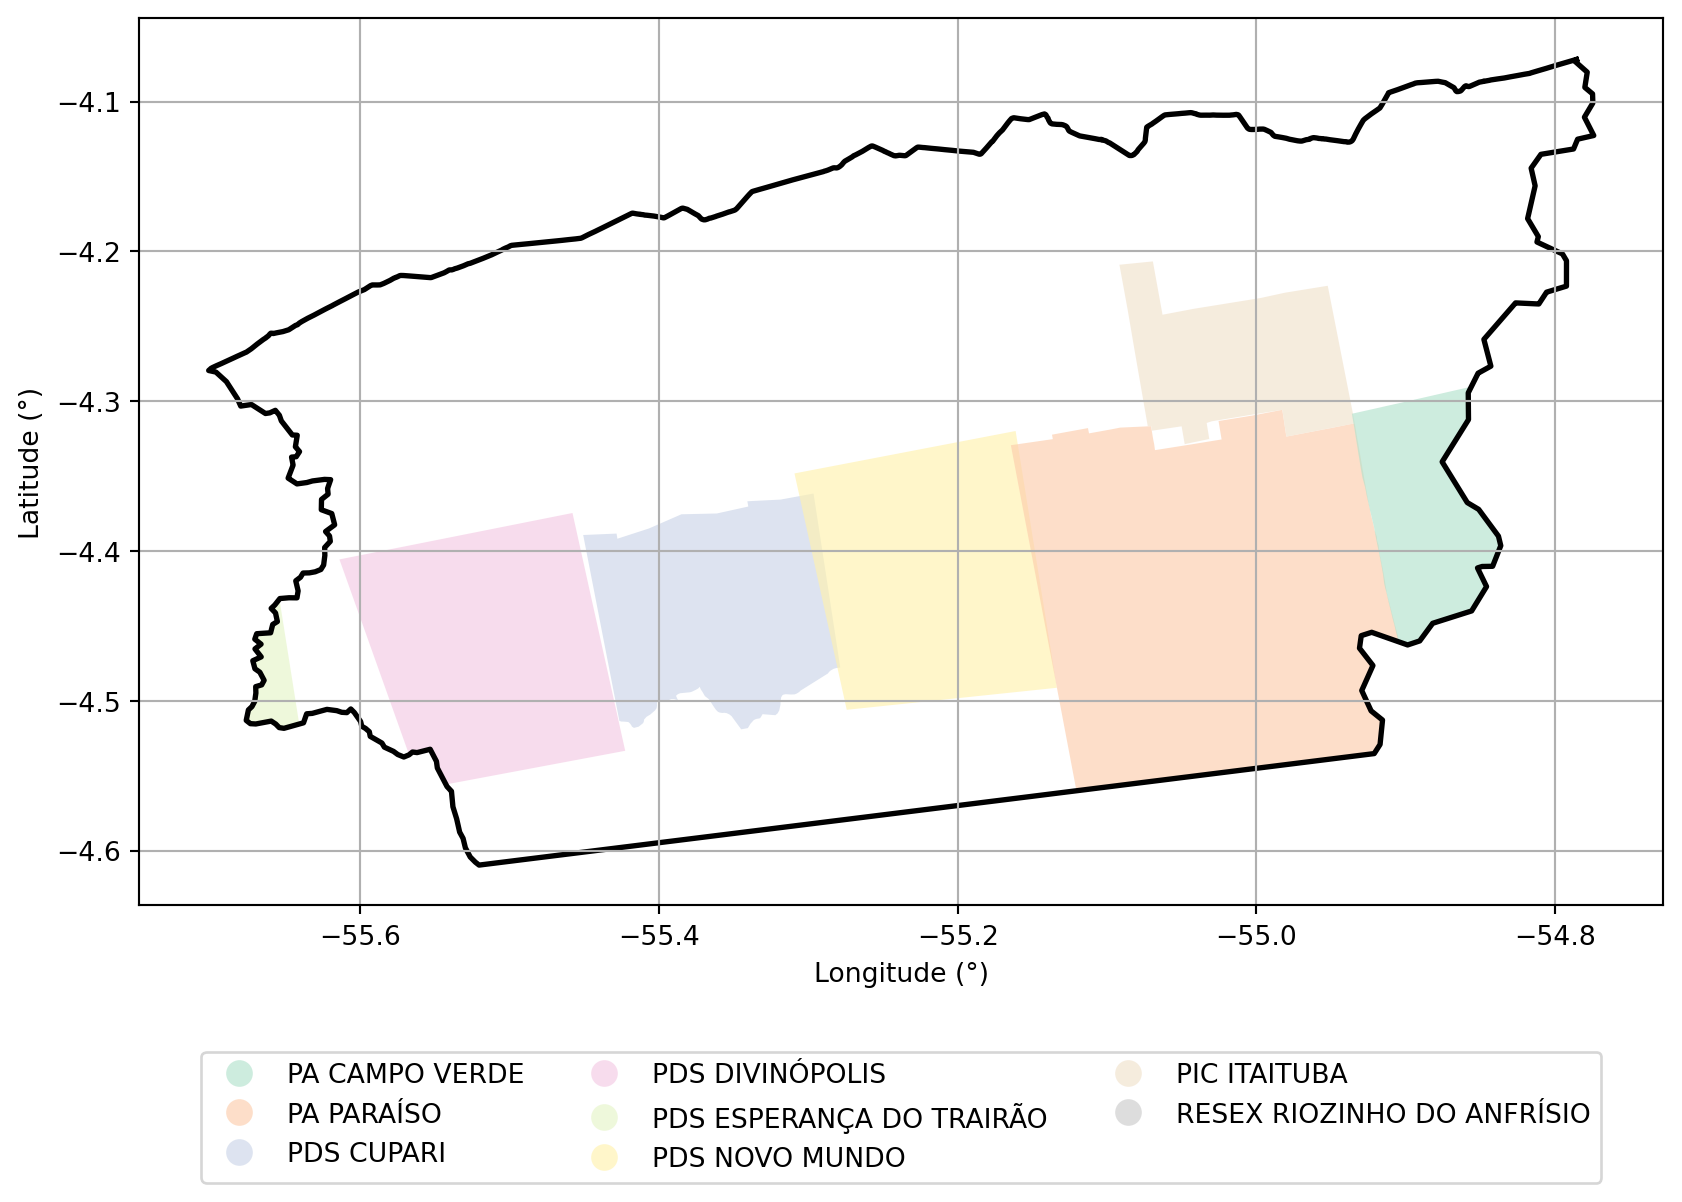 −4.1
−4.2
−4.3
−4.4
−4.5
−4.6
Latitude (°)
−55.6 −55.4 −55.2 −55.0 −54.8
Longitude (°)
PA CAMPO VERDE
PA PARAÍSO
PDS CUPARI
PDS DIVINÓPOLIS
PDS ESPERANÇA DO TRAIRÃO
PDS NOVO MUNDO
PIC ITAITUBA
RESEX RIOZINHO DO ANFRÍSIO